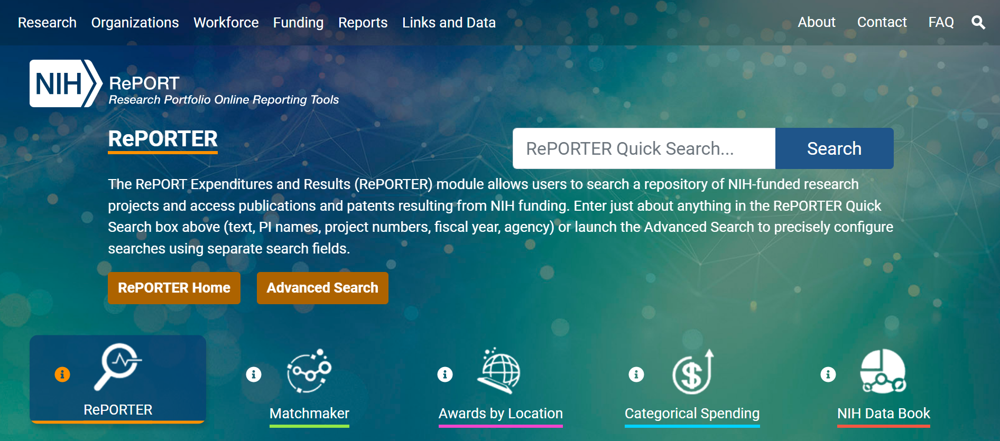 Research Organizations Workforce Funding Reports Links and Data About Contact FAQ
NIH RePORT
Research Portfolio Online Reporting Tools
RePORTER
RePORTER Quick Search... Search
The RePORT Expenditures and Results (RePORTER) module allows users to search a repository of NIH-funded research
projects and access publications and patents resulting from NIH funding. Enter just about anything in the RePORTER Quick
Search box above (text, PI names, project numbers, fiscal year, agency) or launch the Advanced Search to precisely configure
searches using separate search fields.
RePORTER Home Advanced Search
RePORTER Matchmaker Awards by Location Categorical Spending NIH Data Book